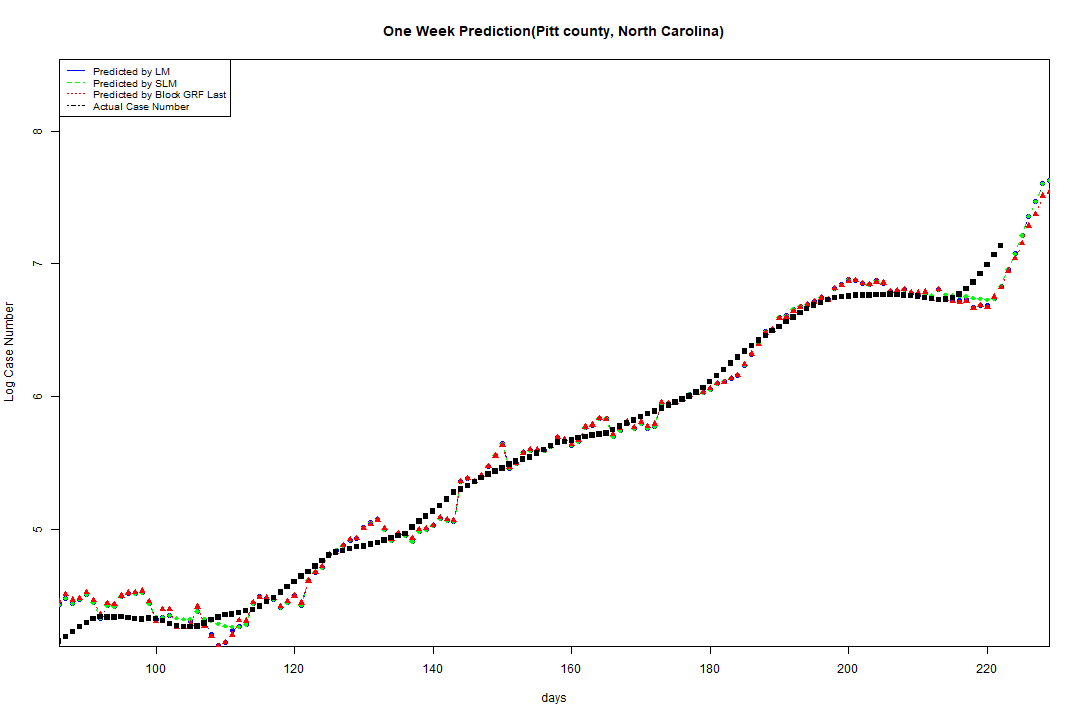 One Week Prediction(Pitt county, North Carolina)
Predicted by LM
Predicted by SLM
Predicted by Block GRF Last
Actual Case Number
8
7
6
5
Log Case Number
100 120 140 160 180 200 220
days